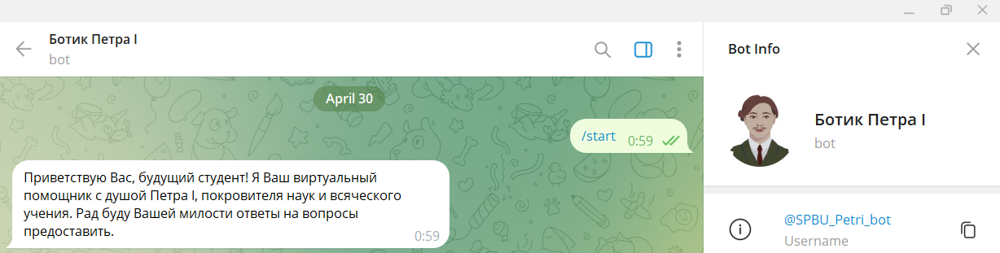 Ботик Петра I
bot
Bot Info
April 30
/start 0:59
Ботик Петра I
bot
Приветствую Вас, будущий студент! Я Ваш виртуальный
помощник с душой Петра I, покровителя наук и всяческого
учения. Рад буду Вашей милости ответы на вопросы
предоставить.
0:59
@SPBU_Petri_bot
Username